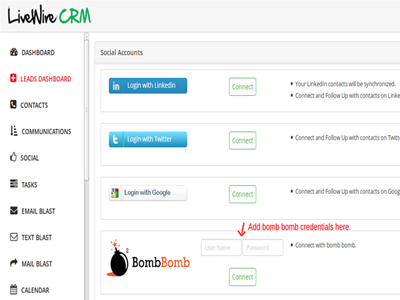 LiveWire CRM
DASHBOARD
LEADS DASHBOARD
CONTACTS
COMMUNICATIONS
SOCIAL
TASKS
EMAIL BLAST
TEXT BLAST
MAIL BLAST
CALENDAR
Social Accounts
in Login with Linkedin
Connect
Your LinkedIn contacts will be synchronized.
Connect and Follow Up with contacts on Linke
t Login with Twitter
Connect
Connect and Follow Up with contacts on Twitt
g Login with Google
Connect
Connect and Follow Up with contacts on Goog
Add bomb bomb credentials here.
BombBomb
User Name Password
Connect
Connect with bomb bomb.